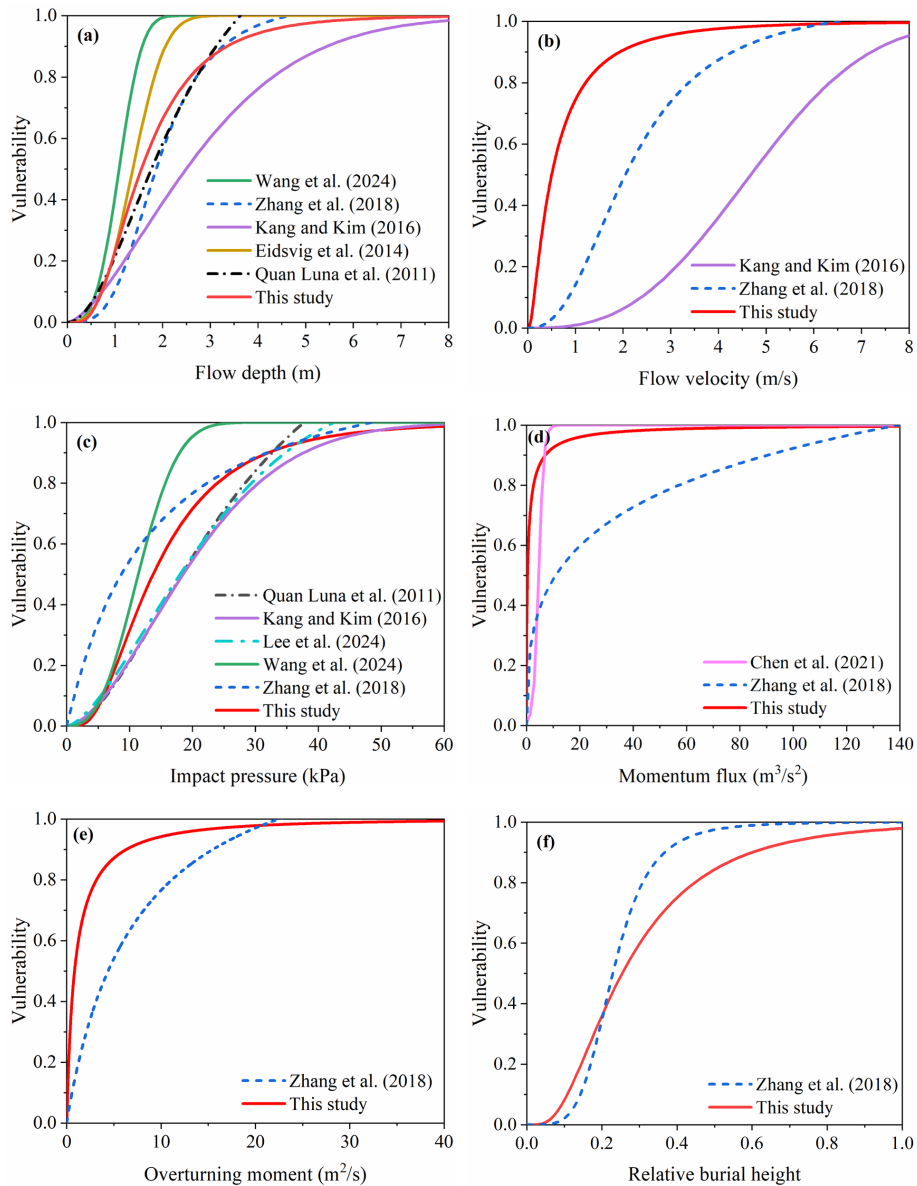 (a)
Vulnerability
1.0
0.8
0.6
0.4
0.2
0.0
Wang et al. (2024)
Zhang et al. (2018)
Kang and Kim (2016)
Eidsvig et al. (2014)
Quan Luna et al. (2011)
This study
0 1 2 3 4 5 6 7 8
Flow depth (m)
(b)
Vulnerability
1.0
0.8
0.6
0.4
0.2
0.0
Kang and Kim (2016)
Zhang et al. (2018)
This study
0 1 2 3 4 5 6 7 8
Flow velocity (m/s)
(c)
Vulnerability
1.0
0.8
0.6
0.4
0.2
0.0
Quan Luna et al. (2011)
Kang and Kim (2016)
Lee et al. (2024)
Wang et al. (2024)
Zhang et al. (2018)
This study
0 10 20 30 40 50 60
Impact pressure (kPa)
(d)
Vulnerability
1.0
0.8
0.6
0.4
0.2
0.0
Chen et al. (2021)
Zhang et al. (2018)
This study
0 20 40 60 80 100 120 140
Momentum flux (m³/s²)
(e)
Vulnerability
1.0
0.8
0.6
0.4
0.2
0.0
Zhang et al. (2018)
This study
0 10 20 30 40
Overturning moment (m²/s)
(f)
Vulnerability
1.0
0.8
0.6
0.4
0.2
0.0
Zhang et al. (2018)
This study
0.0 0.2 0.4 0.6 0.8 1.0
Relative burial height